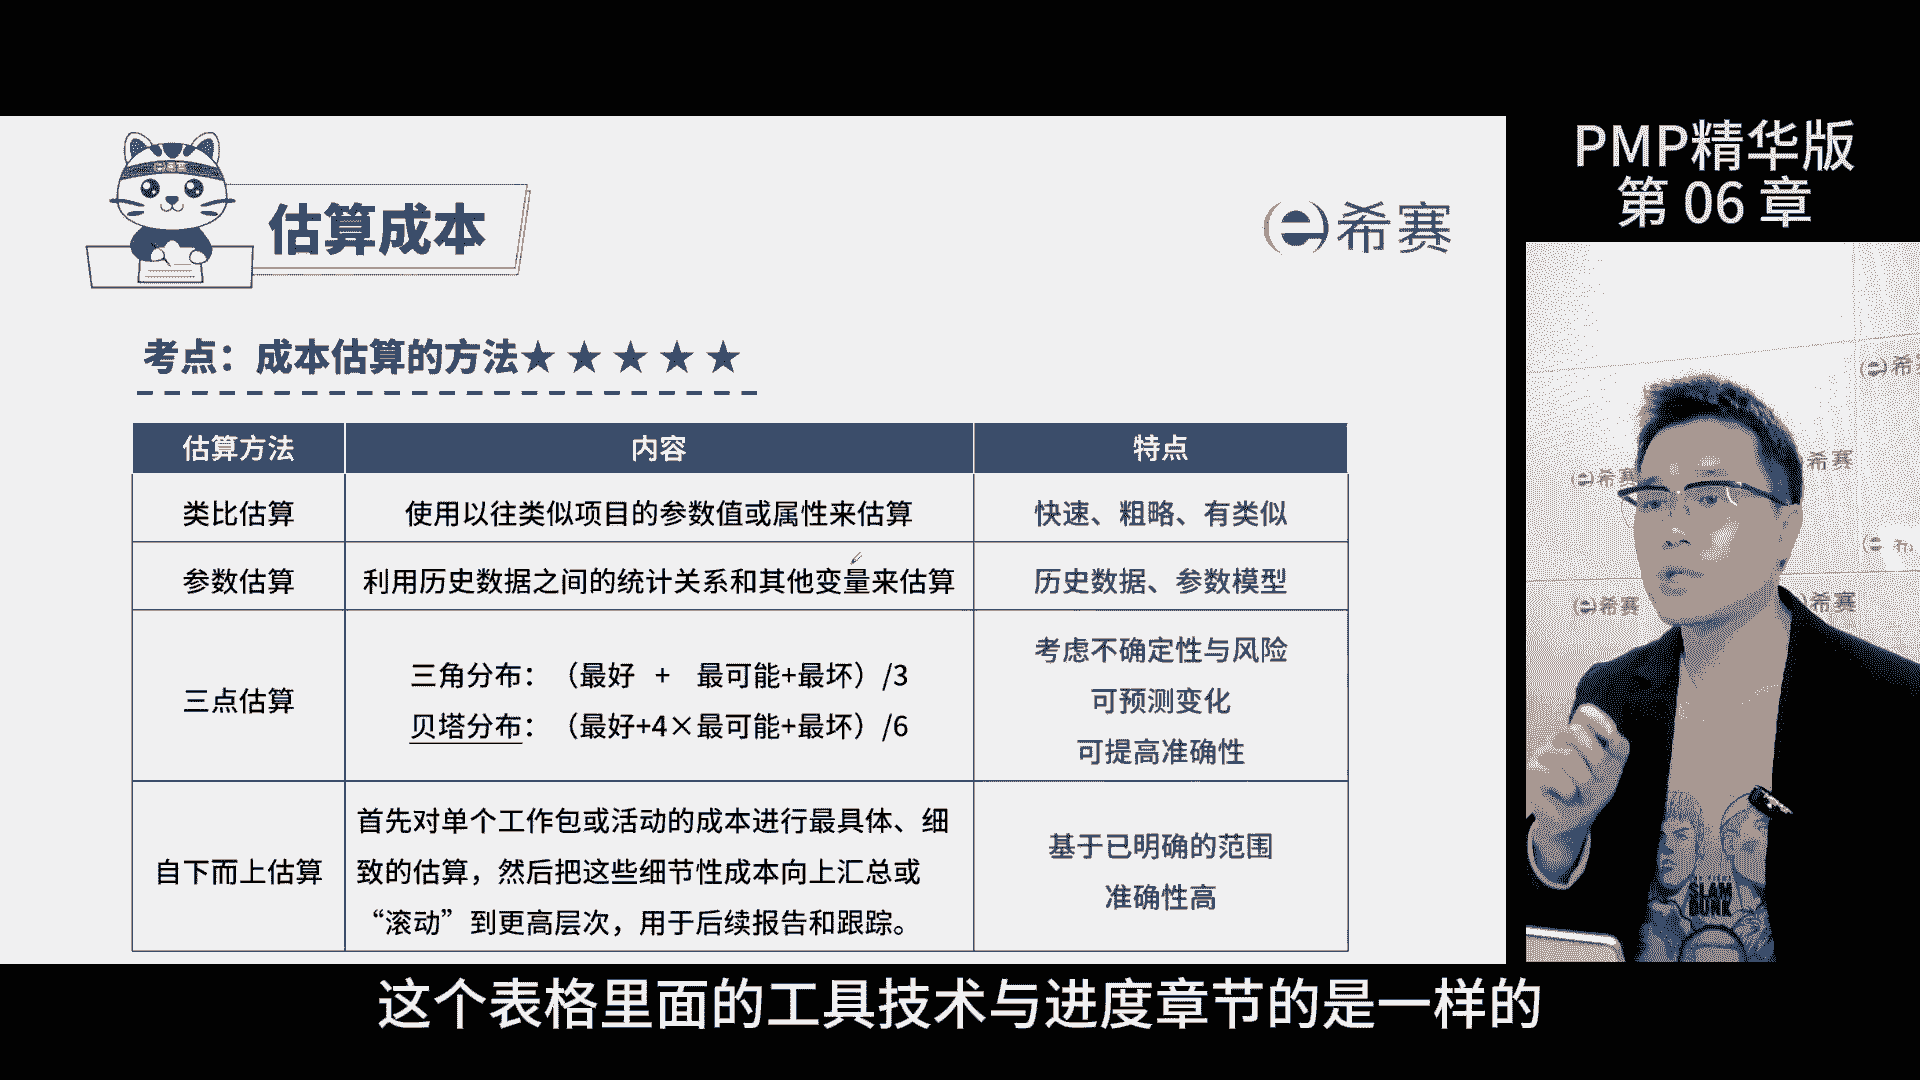 PMP精华版
第 06 章
估算成本
e希赛
考点：成本估算的方法★★★★★
估算方法
内容
特点
类比估算
使用以往类似项目的参数值或属性来估算
快速、粗略、有类似
参数估算
利用历史数据之间的统计关系和其他变量来估算
历史数据、参数模型
三点估算
三角分布：（最好 + 最可能+最坏）/3
贝塔分布：（最好+4×最可能+最坏）/6
考虑不确定性与风险
可预测变化
可提高准确性
自下而上估算
首先对单个工作包或活动的成本进行最具体、细
致的估算，然后把这些细节性成本向上汇总或
“滚动”到更高层次，用于后续报告和跟踪。
基于已明确的范围
准确性高
e希赛
e希赛
希赛
e希赛
希赛
SLAM
DUNK
这个表格里面的工具技术与进度章节的是一样的